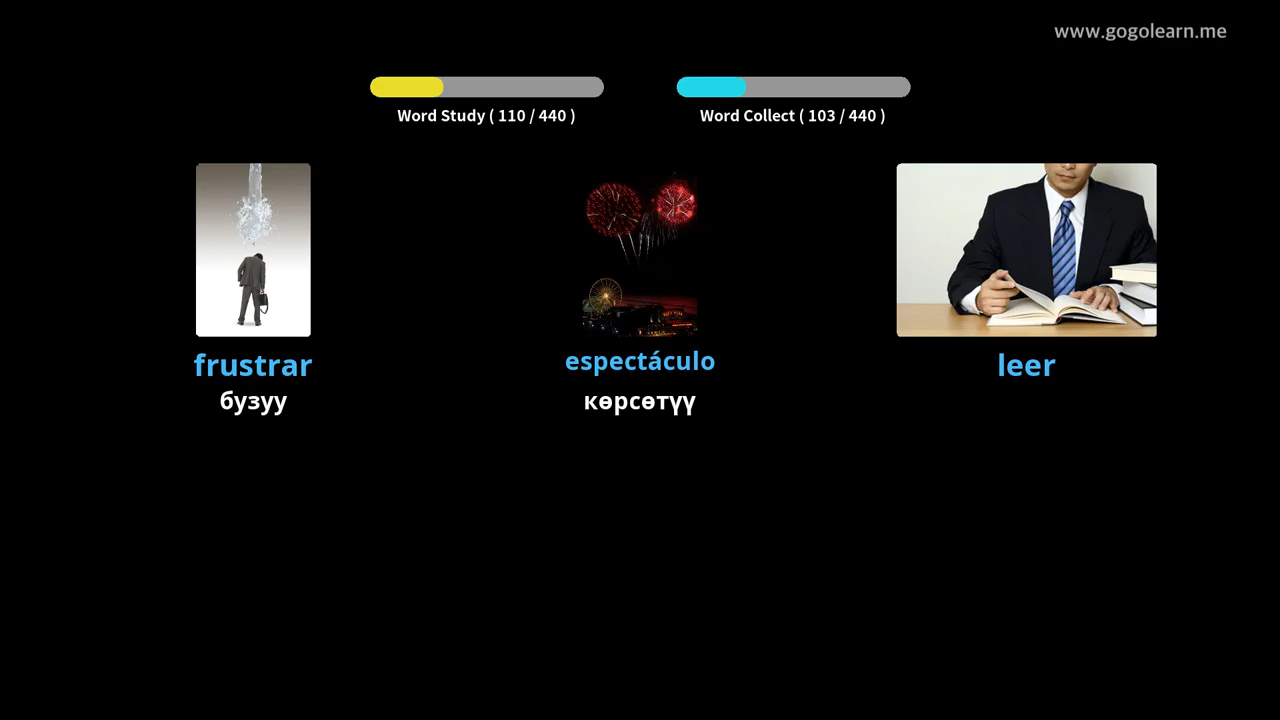 www.gogolearn.me
Word Study ( 110 / 440 )
Word Collect ( 103 / 440 )
frustrar
бузуу
espectáculo
көрсөтүү
leer